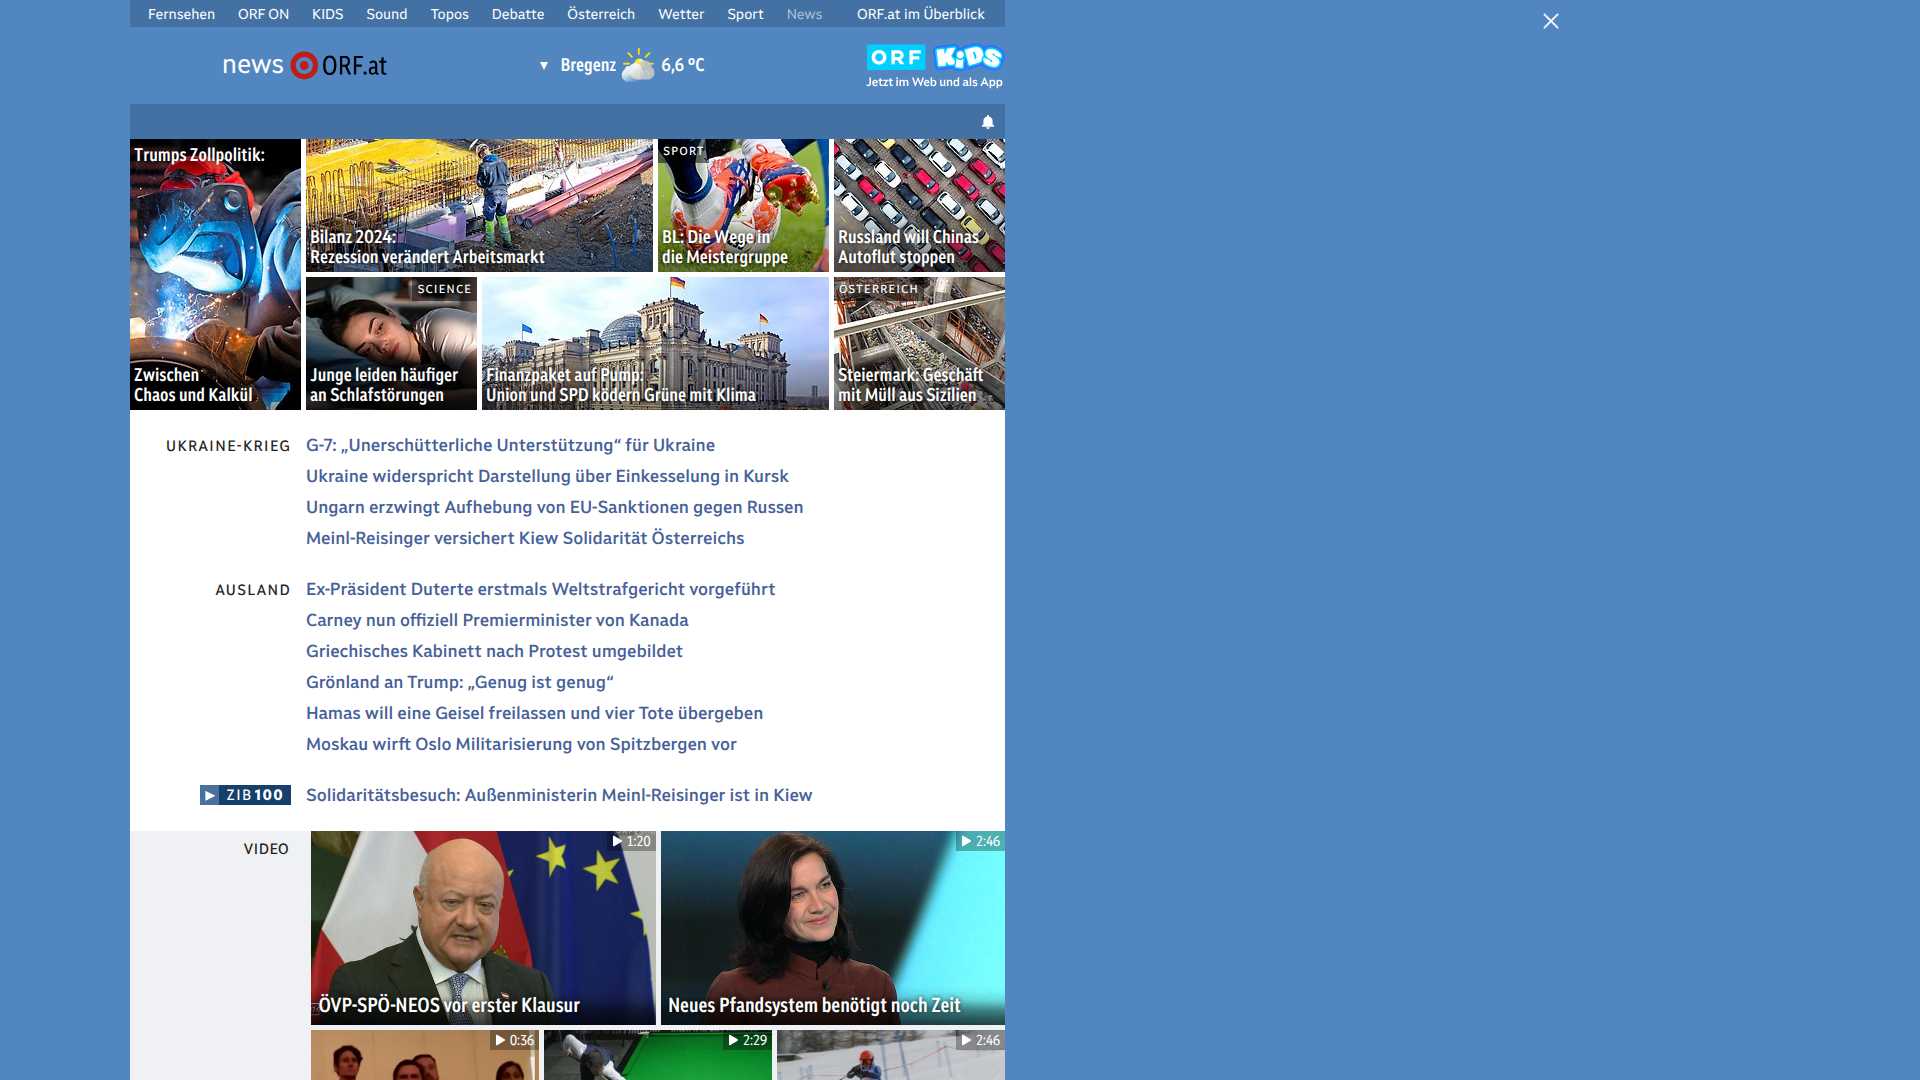 Fernsehen ORF ON KIDS Sound Topos Debatte Österreich Wetter Sport News ORF.at im Überblick
news ORF.at
▼ Bregenz 6,6 °C
ORF KiDS
Jetzt im Web und als App
Trumps Zollpolitik:
Zwischen
Chaos und Kalkül
Bilanz 2024:
Rezession verändert Arbeitsmarkt
SPORT
BL: Die Wege in
die Meistergruppe
Russland will Chinas
Autoflut stoppen
SCIENCE
Junge leiden häufiger
an Schlafstörungen
Finanzpaket auf Pump:
Union und SPD ködern Grüne mit Klima
ÖSTERREICH
Steiermark: Geschäft
mit Müll aus Sizilien
UKRAINE-KRIEG
G-7: „Unerschütterliche Unterstützung“ für Ukraine
Ukraine widerspricht Darstellung über Einkesselung in Kursk
Ungarn erzwingt Aufhebung von EU-Sanktionen gegen Russen
Meinl-Reisinger versichert Kiew Solidarität Österreichs
AUSLAND
Ex-Präsident Duterte erstmals Weltstrafgericht vorgeführt
Carney nun offiziell Premierminister von Kanada
Griechisches Kabinett nach Protest umgebildet
Grönland an Trump: „Genug ist genug“
Hamas will eine Geisel freilassen und vier Tote übergeben
Moskau wirft Oslo Militarisierung von Spitzbergen vor
ZIB100
Solidaritätsbesuch: Außenministerin Meinl-Reisinger ist in Kiew
VIDEO
1:20
ÖVP-SPÖ-NEOS vor erster Klausur
2:46
Neues Pfandsystem benötigt noch Zeit
0:36
2:29
2:46